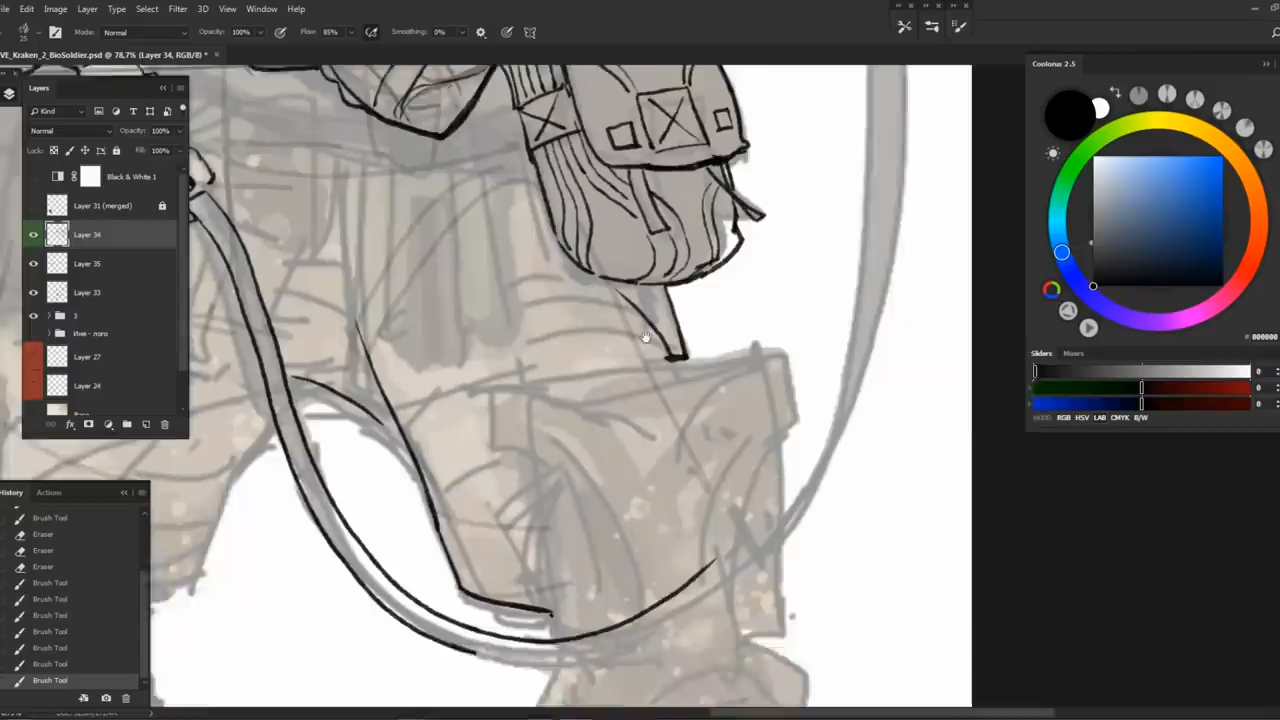 File Edit Image Layer Type Select Filter 3D View Window Help
25 Mode: Normal Opacity: 100% Flow: 85% Smoothing: 0%
VE_Kraken_2_BioSoldier.psd @ 78,7% (Layer 34, RGB/8) * ×
Layers
Kind
Normal Opacity: 100%
Lock: Fill: 100%
Black & White 1
Layer 31 (merged)
Layer 34
Layer 35
Layer 33
3
Имя - лого
Layer 27
Layer 24
fx
History Actions
Brush Tool
Eraser
Eraser
Eraser
Brush Tool
Brush Tool
Brush Tool
Brush Tool
Brush Tool
Brush Tool
Brush Tool
Coolorus 2.5
000000
Sliders Mixers
0
0
0
MODE: RGB HSV LAB CMYK B/W